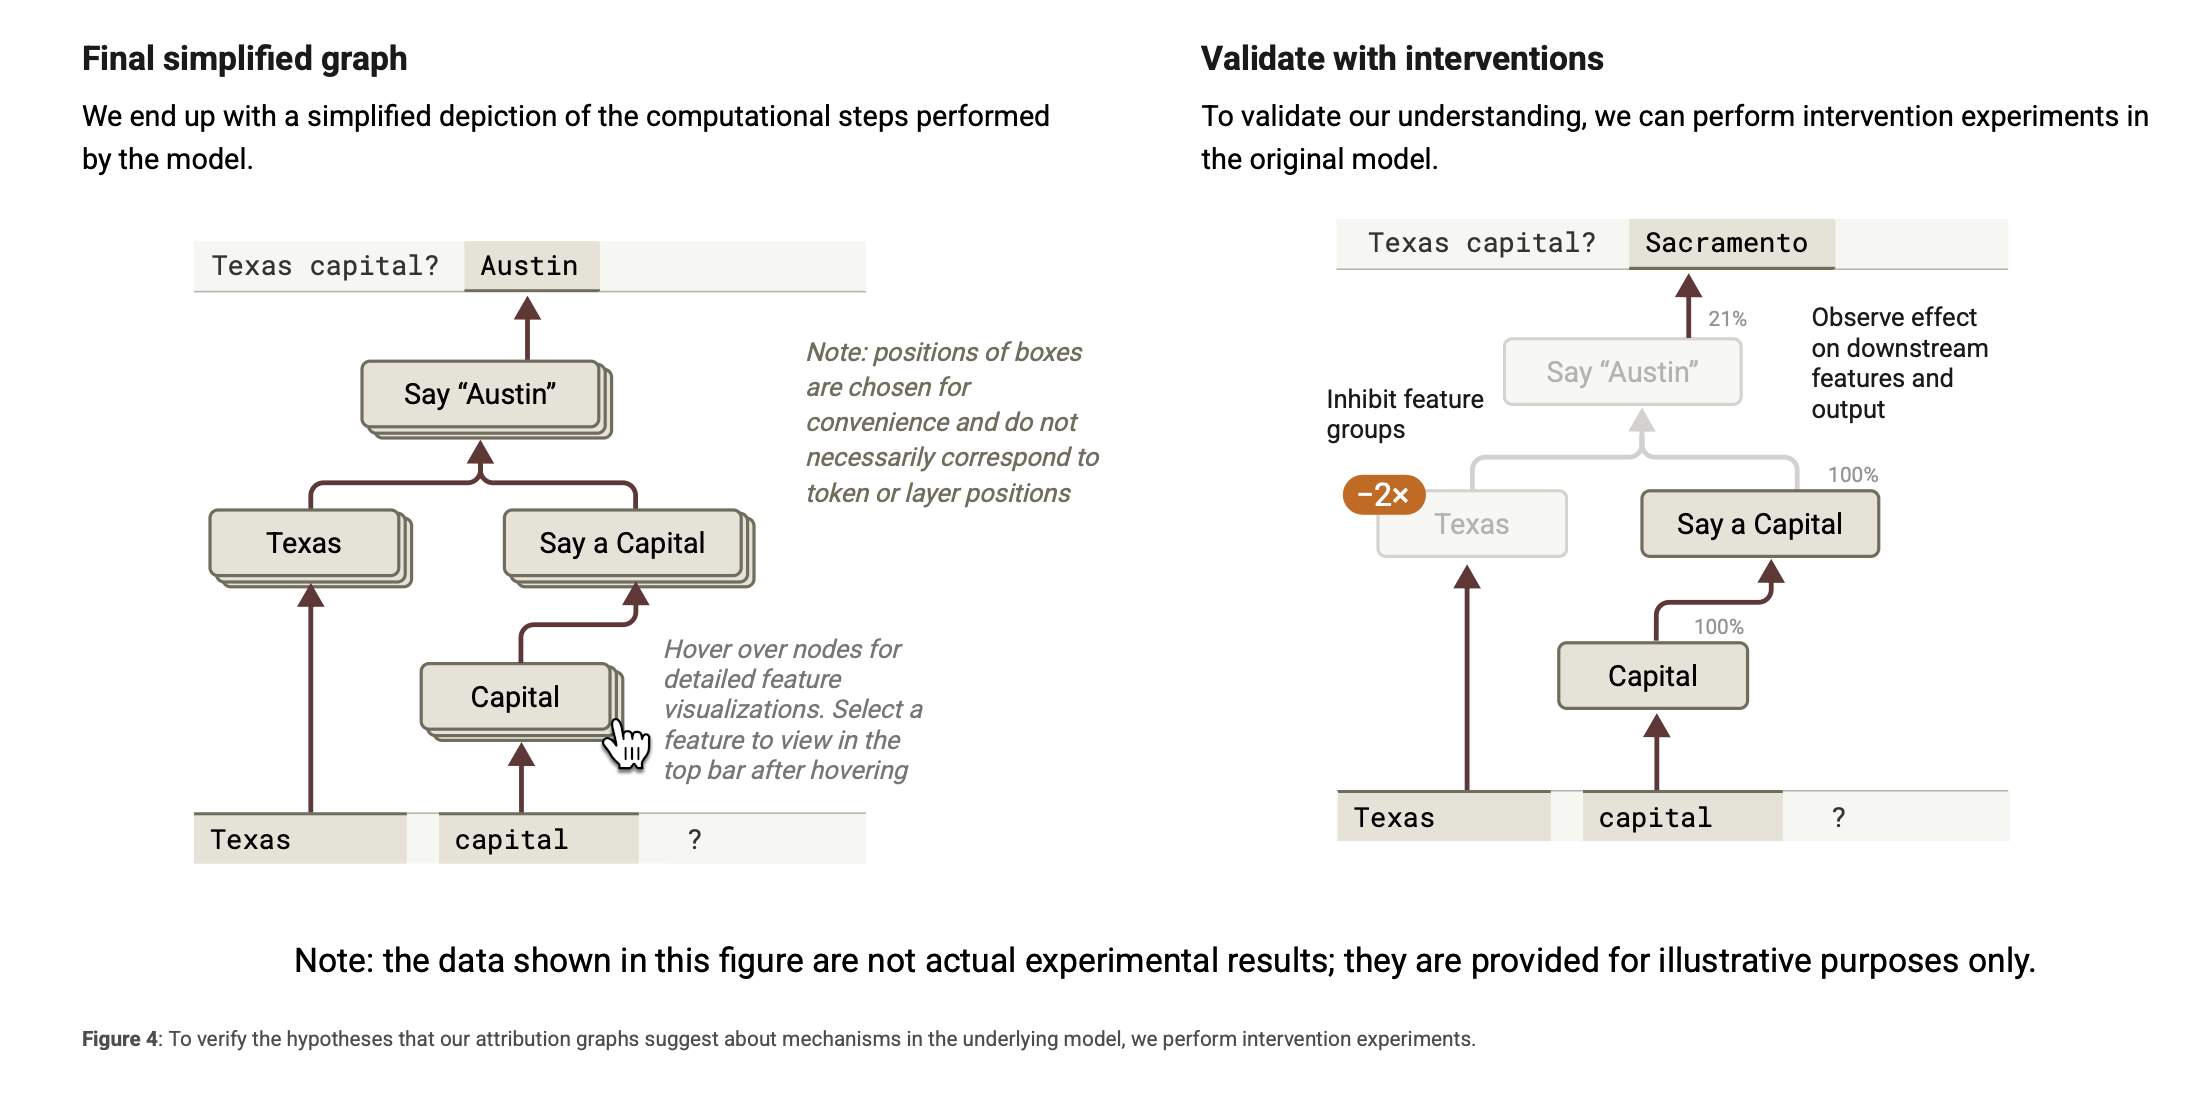 Final simplified graph
We end up with a simplified depiction of the computational steps performed
by the model.
Texas capital? Austin
Say “Austin”
Note: positions of boxes
are chosen for
convenience and do not
necessarily correspond to
token or layer positions
Texas
Say a Capital
Capital
Hover over nodes for
detailed feature
visualizations. Select a
feature to view in the
top bar after hovering
Texas capital ?
Validate with interventions
To validate our understanding, we can perform intervention experiments in
the original model.
Texas capital? Sacramento
21%
Observe effect
on downstream
features and
output
Say “Austin”
Inhibit feature
groups
100%
−2×
Texas
Say a Capital
100%
Capital
Texas capital ?
Note: the data shown in this figure are not actual experimental results; they are provided for illustrative purposes only.
Figure 4: To verify the hypotheses that our attribution graphs suggest about mechanisms in the underlying model, we perform intervention experiments.